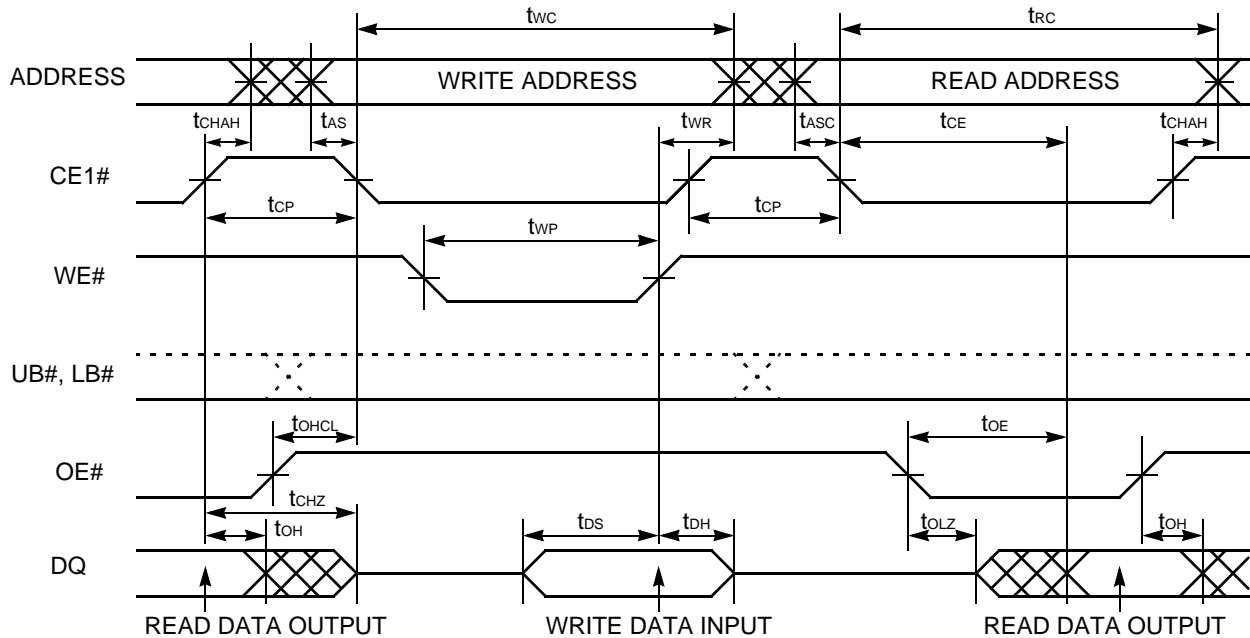 tWC tRC
ADDRESS WRITE ADDRESS READ ADDRESS
tCHAH tAS tWR tASC tCE tCHAH
CE1#
tCP tCP
tWP
WE#
UB#, LB#
tOHCL tOE
OE#
tCHZ
tOH tDS tDH tOLZ tOH
DQ
READ DATA OUTPUT WRITE DATA INPUT READ DATA OUTPUT